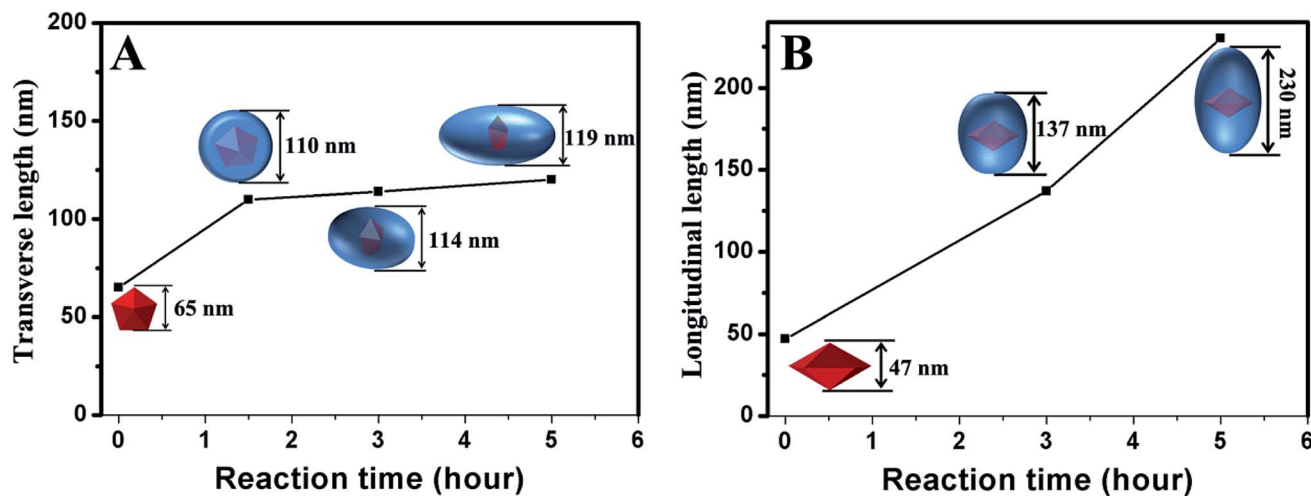 A
Transverse length (nm)
200
150
100
50
0
110 nm
119 nm
114 nm
65 nm
0 1 2 3 4 5 6
Reaction time (hour)
B
Longitudinal length (nm)
200
150
100
50
0
137 nm
230 nm
47 nm
0 1 2 3 4 5 6
Reaction time (hour)